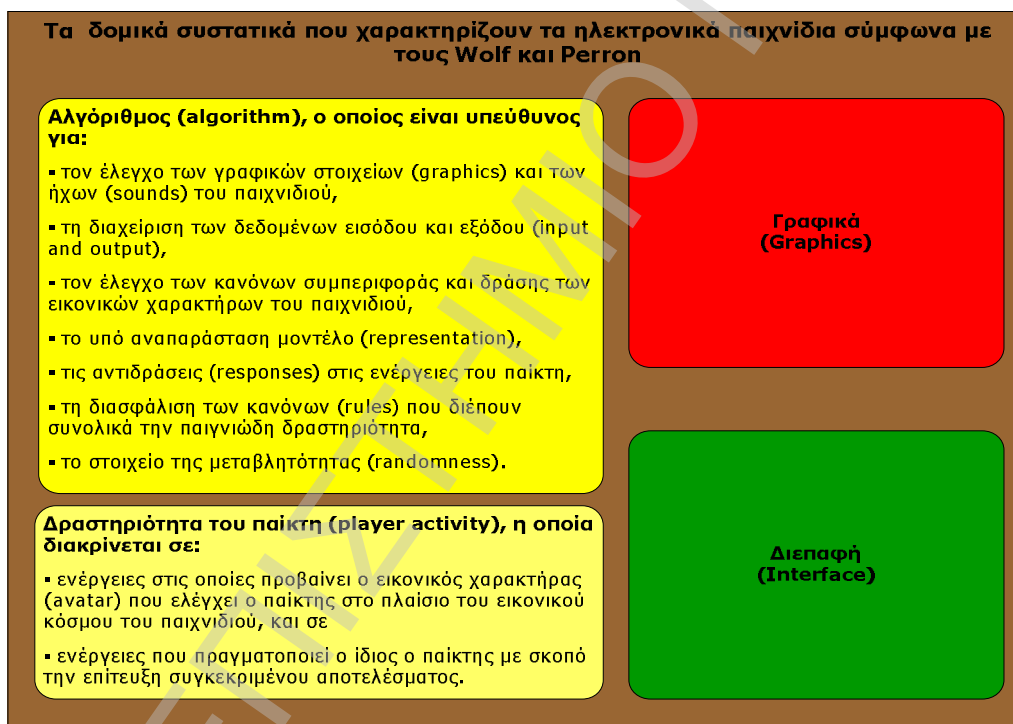 Τα δομικά συστατικά που χαρακτηρίζουν τα ηλεκτρονικά παιχνίδια σύμφωνα με
τους Wolf και Perron
Αλγόριθμος (algorithm), ο οποίος είναι υπεύθυνος
για:
▪ τον έλεγχο των γραφικών στοιχείων (graphics) και των
ήχων (sounds) του παιχνιδιού,
▪ τη διαχείριση των δεδομένων εισόδου και εξόδου (input
and output),
▪ τον έλεγχο των κανόνων συμπεριφοράς και δράσης των
εικονικών χαρακτήρων του παιχνιδιού,
▪ το υπό αναπαράσταση μοντέλο (representation),
▪ τις αντιδράσεις (responses) στις ενέργειες του παίκτη,
▪ τη διασφάλιση των κανόνων (rules) που διέπουν
συνολικά την παιγνιώδη δραστηριότητα,
▪ το στοιχείο της μεταβλητότητας (randomness).
Γραφικά
(Graphics)
Δραστηριότητα του παίκτη (player activity), η οποία
διακρίνεται σε:
▪ ενέργειες στις οποίες προβαίνει ο εικονικός χαρακτήρας
(avatar) που ελέγχει ο παίκτης στο πλαίσιο του εικονικού
κόσμου του παιχνιδιού, και σε
▪ ενέργειες που πραγματοποιεί ο ίδιος ο παίκτης με σκοπό
την επίτευξη συγκεκριμένου αποτελέσματος.
Διεπαφή
(Interface)